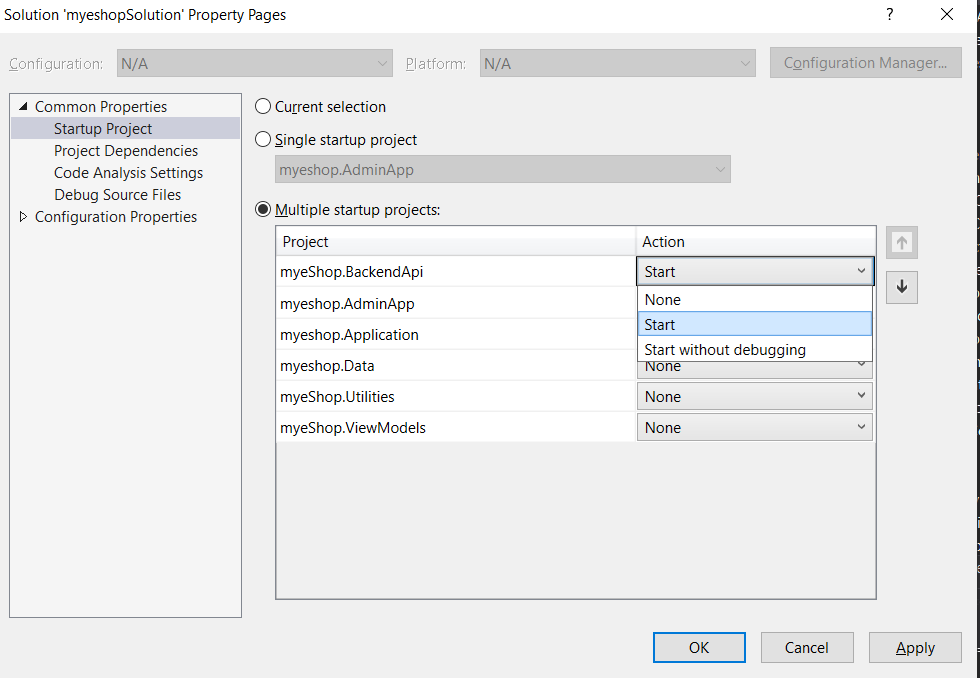 Solution 'myeshopSolution' Property Pages
?
Configuration: N/A Platform: N/A Configuration Manager...
Common Properties
Startup Project
Project Dependencies
Code Analysis Settings
Debug Source Files
Configuration Properties
Current selection
Single startup project
myeshop.AdminApp
Multiple startup projects:
Project Action
myeShop.BackendApi Start
myeshop.AdminApp None
myeshop.Application Start
Start without debugging
myeshop.Data None
myeShop.Utilities None
myeShop.ViewModels None
OK Cancel Apply